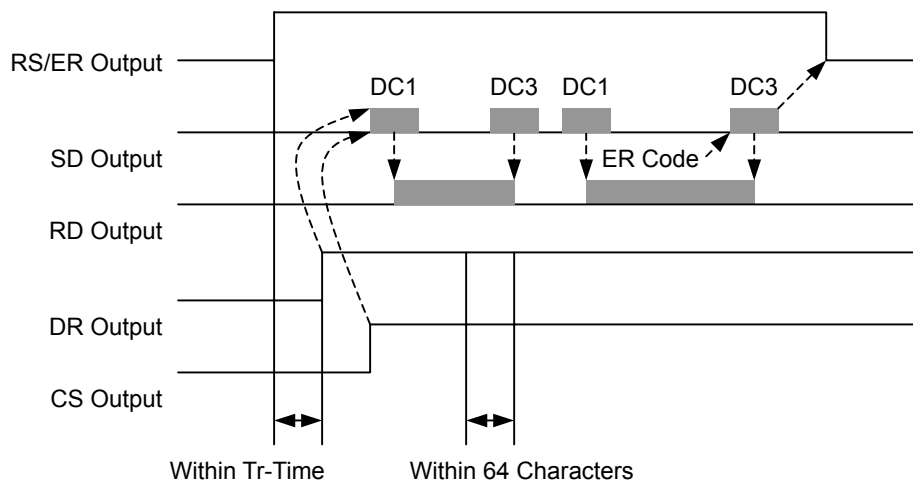 RS/ER Output
DC1 DC3 DC1 DC3
SD Output
ER Code
RD Output
DR Output
CS Output
Within Tr-Time
Within 64 Characters